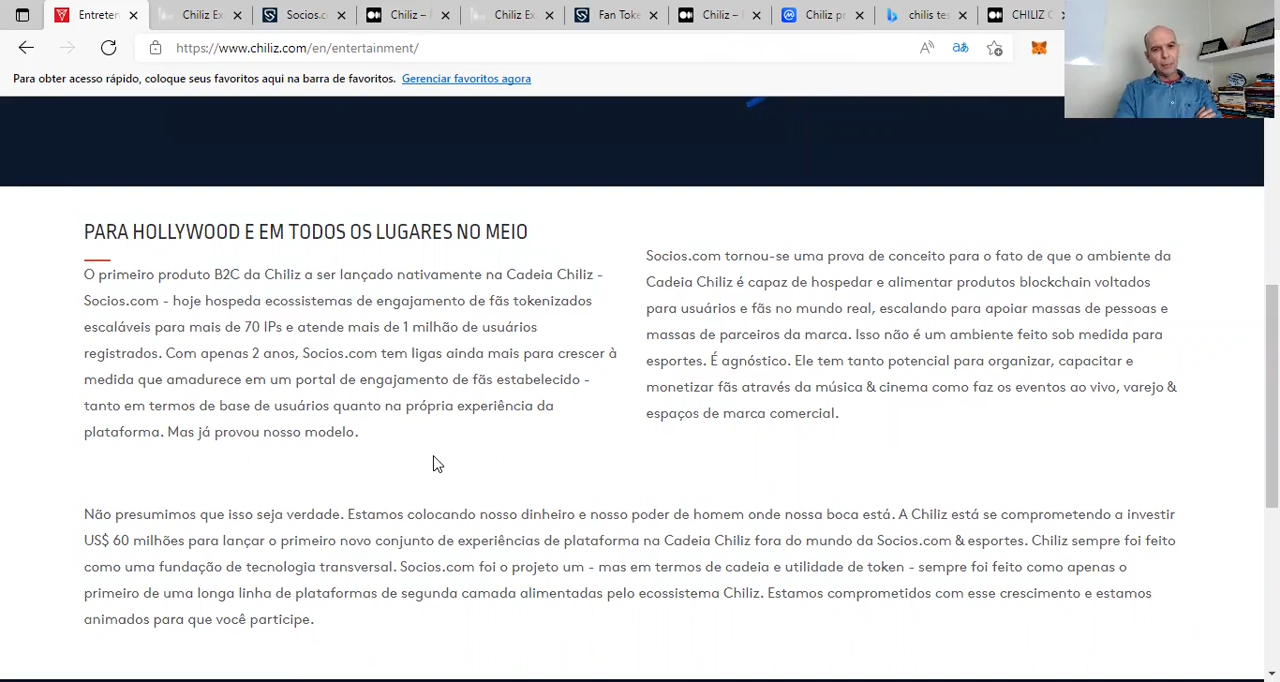 Entreten
Chiliz Ex
Socios.c
Chiliz –
Chiliz Ex
Fan Toke
Chiliz –
Chiliz pr
chilis tes
CHILIZ C
https://www.chiliz.com/en/entertainment/
Para obter acesso rápido, coloque seus favoritos aqui na barra de favoritos. Gerenciar favoritos agora
PARA HOLLYWOOD E EM TODOS OS LUGARES NO MEIO
O primeiro produto B2C da Chiliz a ser lançado nativamente na Cadeia Chiliz -
Socios.com - hoje hospeda ecossistemas de engajamento de fãs tokenizados
escaláveis para mais de 70 IPs e atende mais de 1 milhão de usuários
registrados. Com apenas 2 anos, Socios.com tem ligas ainda mais para crescer à
medida que amadurece em um portal de engajamento de fãs estabelecido -
tanto em termos de base de usuários quanto na própria experiência da
plataforma. Mas já provou nosso modelo.
Socios.com tornou-se uma prova de conceito para o fato de que o ambiente da
Cadeia Chiliz é capaz de hospedar e alimentar produtos blockchain voltados
para usuários e fãs no mundo real, escalando para apoiar massas de pessoas e
massas de parceiros da marca. Isso não é um ambiente feito sob medida para
esportes. É agnóstico. Ele tem tanto potencial para organizar, capacitar e
monetizar fãs através da música & cinema como faz os eventos ao vivo, varejo &
espaços de marca comercial.
Não presumimos que isso seja verdade. Estamos colocando nosso dinheiro e nosso poder de homem onde nossa boca está. A Chiliz está se comprometendo a investir
US$ 60 milhões para lançar o primeiro novo conjunto de experiências de plataforma na Cadeia Chiliz fora do mundo da Socios.com & esportes. Chiliz sempre foi feito
como uma fundação de tecnologia transversal. Socios.com foi o projeto um - mas em termos de cadeia e utilidade de token - sempre foi feito como apenas o
primeiro de uma longa linha de plataformas de segunda camada alimentadas pelo ecossistema Chiliz. Estamos comprometidos com esse crescimento e estamos
animados para que você participe.